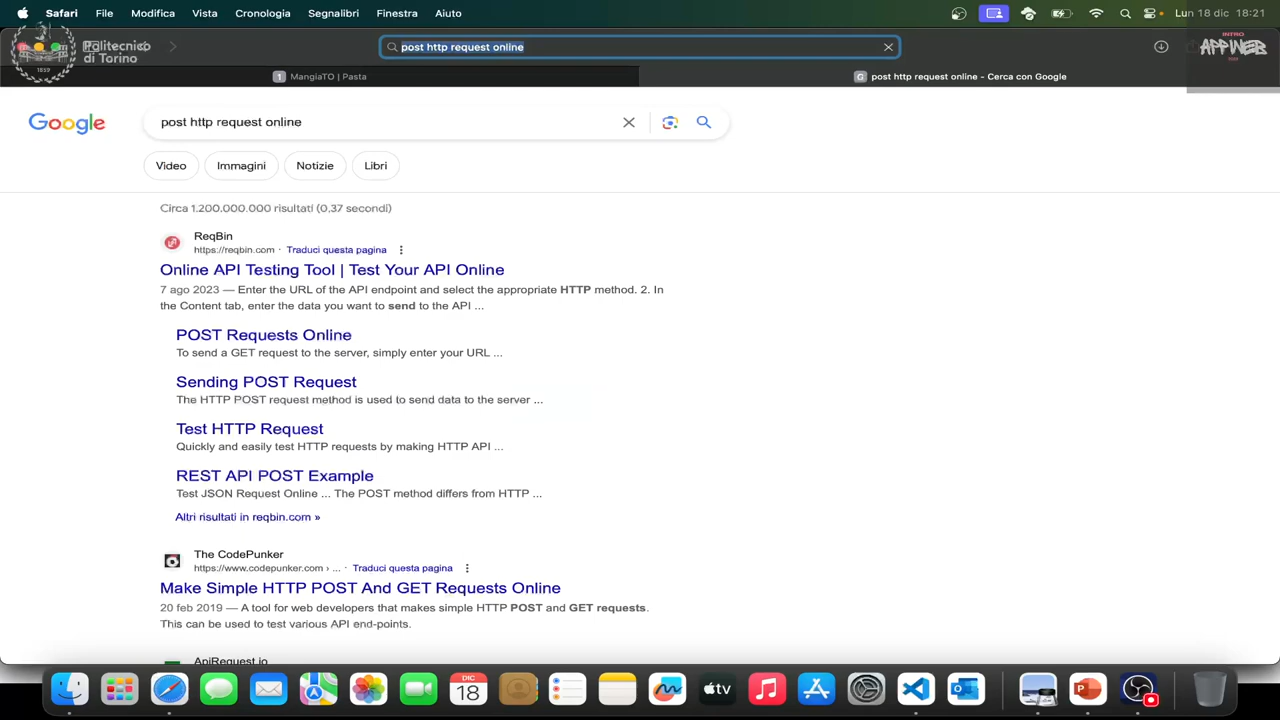 Safari File Modifica Vista Cronologia Segnalibri Finestra Aiuto Lun 18 dic 18:21
Politecnico
di Torino
1859
post http request online
INTRO
APPIWEB
1 MangiaTO | Pasta
G post http request online - Cerca con Google
Google
post http request online
Video Immagini Notizie Libri
Circa 1.200.000.000 risultati (0,37 secondi)
ReqBin
https://reqbin.com · Traduci questa pagina
Online API Testing Tool | Test Your API Online
7 ago 2023 — Enter the URL of the API endpoint and select the appropriate HTTP method. 2. In
the Content tab, enter the data you want to send to the API ...
POST Requests Online
To send a GET request to the server, simply enter your URL ...
Sending POST Request
The HTTP POST request method is used to send data to the server ...
Test HTTP Request
Quickly and easily test HTTP requests by making HTTP API ...
REST API POST Example
Test JSON Request Online ... The POST method differs from HTTP ...
Altri risultati in reqbin.com »
The CodePunker
https://www.codepunker.com › ... · Traduci questa pagina
Make Simple HTTP POST And GET Requests Online
20 feb 2019 — A tool for web developers that makes simple HTTP POST and GET requests.
This can be used to test various API end-points.
ApiRequest.io
DIC
18
tv